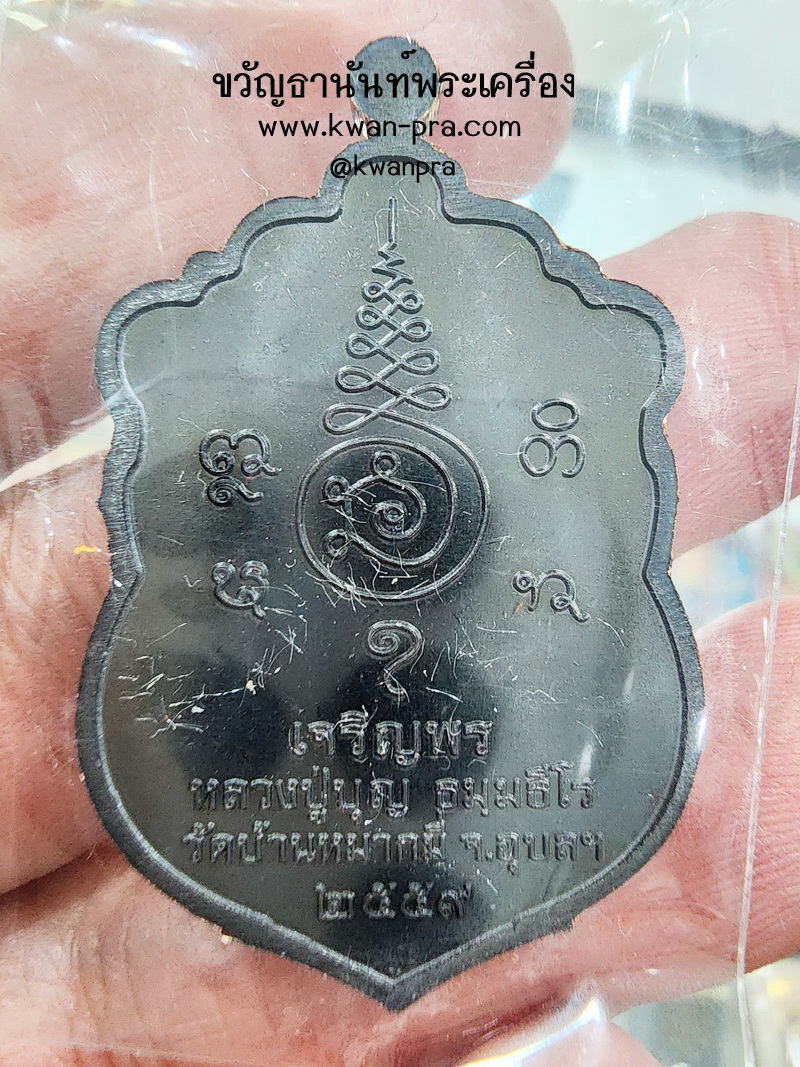 ขวัญธานันท์พระเครื่อง
www.kwan-pra.com
@kwanpra
เจริญพร
หลวงปู่บุญ ธมฺมธีโร
วัดบ้านหมากมี่ จ.อุบลฯ
๒๕๕๙